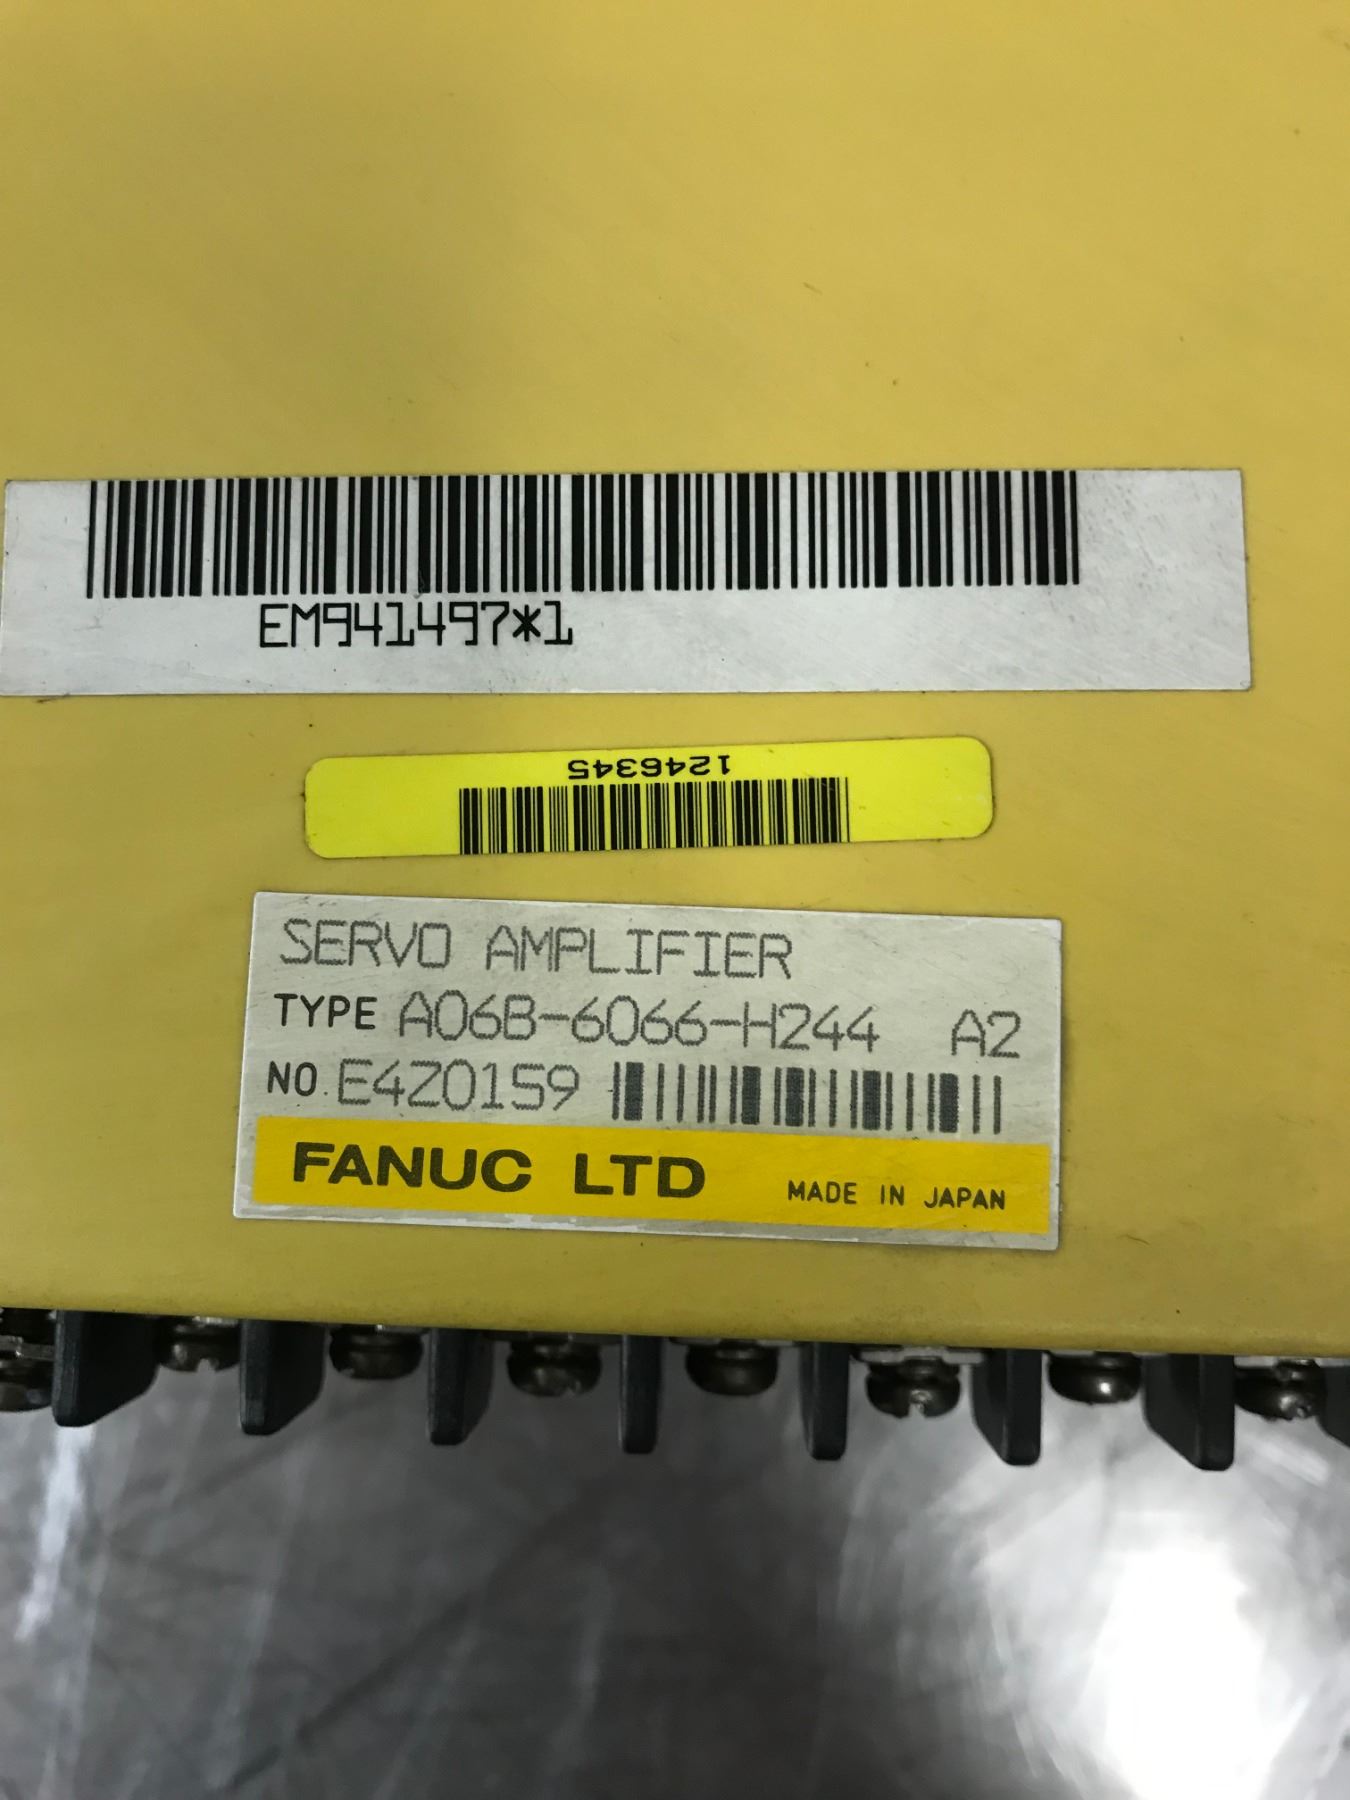 EM941497*1
1246345
SERVO AMPLIFIER
TYPE A06B-6066-H244 A2
NO. E4Z0159
FANUC LTD MADE IN JAPAN